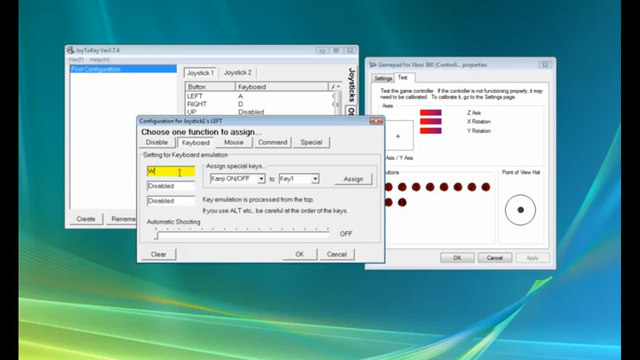 JoyToKey Ver3.7.4
File(F) Help(H)
First Configuration
Joystick 1 Joystick 2
Button Keyboard
LEFT A
RIGHT D
UP Disabled
Joysticks
Create Rename
Configuration for Joystick1's LEFT
Choose one function to assign...
Disable Keyboard Mouse Command Special
Setting for Keyboard emulation
W
Disabled
Disabled
Assign special keys...
Kanji ON/OFF to Key1 Assign
Key emulation is processed from the top.
If you use ALT etc., be careful at the order of the keys.
Automatic Shooting
OFF
Clear OK Cancel
Gamepad for Xbox 360 (Control... properties
Settings Test
Test the game controller. If the controller is not functioning properly, it may
need to be calibrated. To calibrate it, go to the Settings page.
Axes
Z Axis
X Rotation
Y Rotation
Axis / Y Axis
uttons
Point of View Hat
OK Cancel Apply